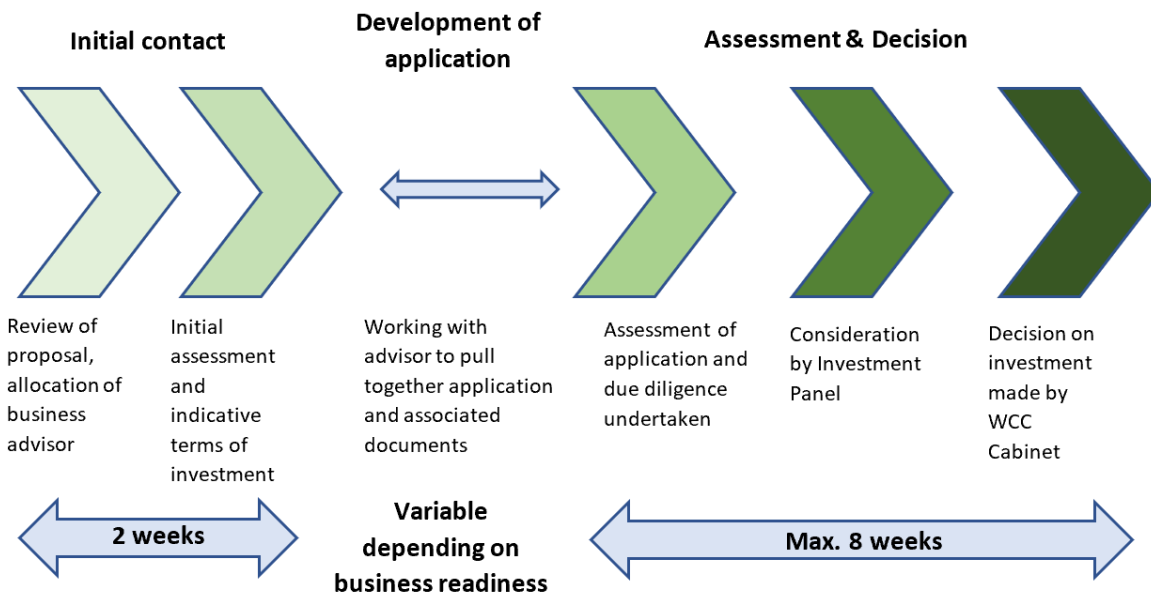 Initial contact
Development of
application
Assessment & Decision
Review of
proposal,
allocation of
business
advisor
Initial
assessment
and
indicative
terms of
investment
Working with
advisor to pull
together application
and associated
documents
Assessment of
application and
due diligence
undertaken
Consideration
by Investment
Panel
Decision on
investment
made by
WCC
Cabinet
2 weeks
Variable
depending on
business readiness
Max. 8 weeks